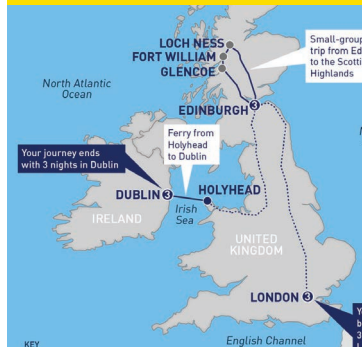 LOCH NESS
FORT WILLIAM
GLENCOE
Small-group
trip from Ed
to the Scotti
Highlands
North Atlantic
Ocean
EDINBURGH 3
Ferry from
Holyhead
to Dublin
Your journey ends
with 3 nights in Dublin
DUBLIN 3
HOLYHEAD
Irish
Sea
IRELAND
UNITED
KINGDOM
LONDON 3
English Channel
KEY